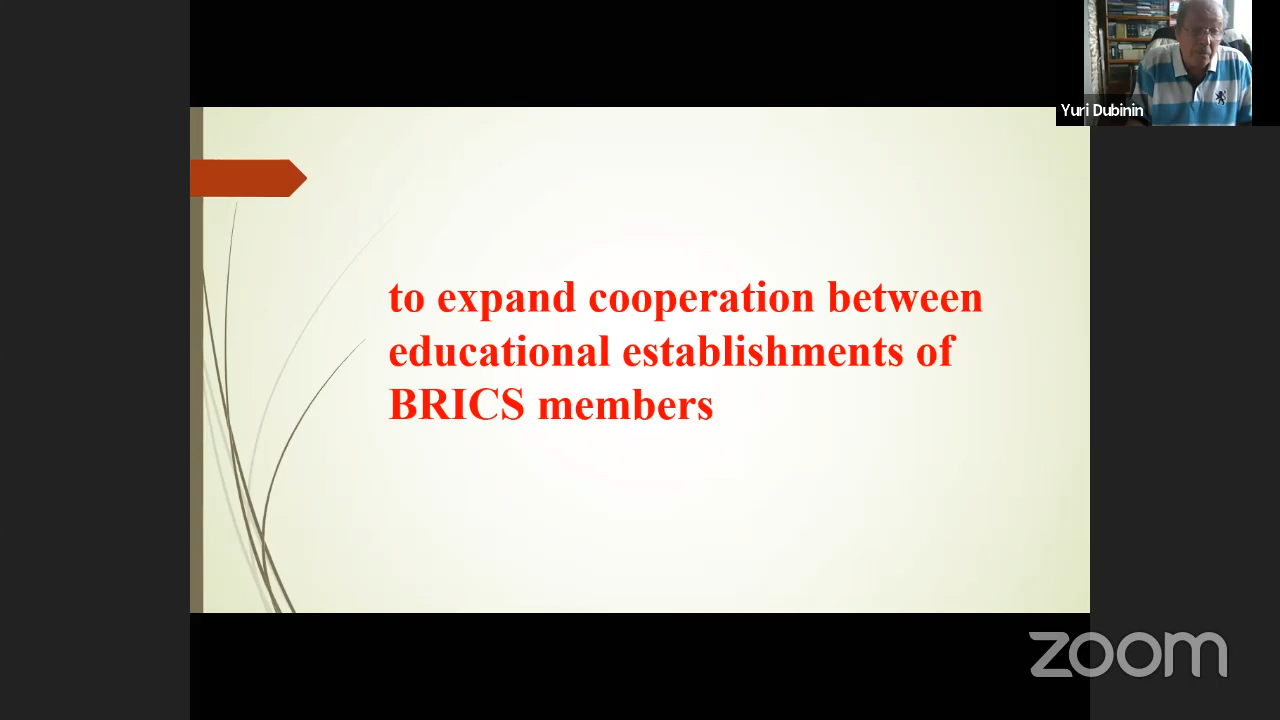 Yuri Dubinin
to expand cooperation between
educational establishments of
BRICS members
zoom